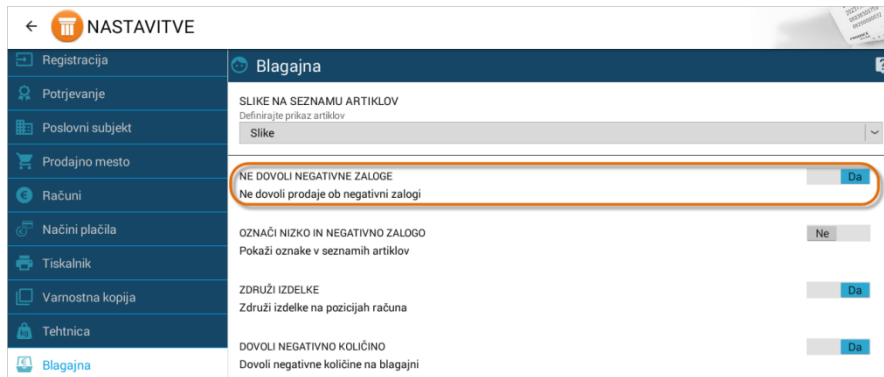 NASTAVITVE
Registracija
Potrjevanje
Poslovni subjekt
Prodajno mesto
Računi
Načini plačila
Tiskalnik
Varnostna kopija
Tehtnica
Blagajna
Blagajna
SLIKE NA SEZNAMU ARTIKLOV
Definirajte prikaz artiklov
Slike
NE DOVOLI NEGATIVNE ZALOGE
Da
Ne dovoli prodaje ob negativni zalogi
OZNAČI NIZKO IN NEGATIVNO ZALOGO
Ne
Pokaži oznake v seznamih artiklov
ZDRUŽI IZDELKE
Da
Združi izdelke na pozicijah računa
DOVOLI NEGATIVNO KOLIČINO
Da
Dovoli negativne količine na blagajni